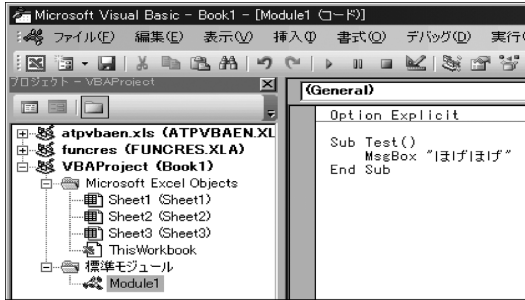 Microsoft Visual Basic - Book1 - [Module1 (コード)]
ファイル(F) 編集(E) 表示(V) 挿入(I) 書式(O) デバッグ(D) 実行(
プロジェクト - VBAProject
(General)
Option Explicit
Sub Test()
MsgBox "ほげほげ"
End Sub
atpvbaen.xls (ATPVBAEN.XL
funcres (FUNCRES.XLA)
VBAProject (Book1)
Microsoft Excel Objects
Sheet1 (Sheet1)
Sheet2 (Sheet2)
Sheet3 (Sheet3)
ThisWorkbook
標準モジュール
Module1